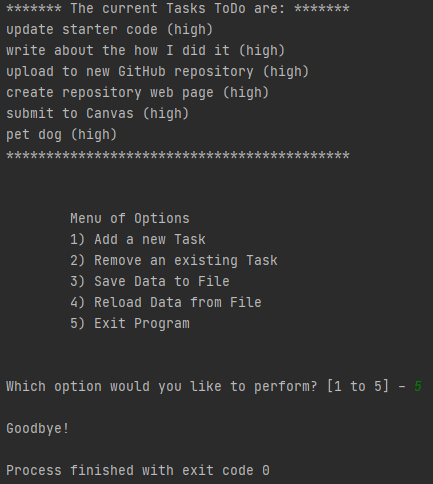 ******* The current Tasks ToDo are: *******
update starter code (high)
write about the how I did it (high)
upload to new GitHub repository (high)
create repository web page (high)
submit to Canvas (high)
pet dog (high)
*******************************************
Menu of Options
1) Add a new Task
2) Remove an existing Task
3) Save Data to File
4) Reload Data from File
5) Exit Program
Which option would you like to perform? [1 to 5] – 5
Goodbye!
Process finished with exit code 0